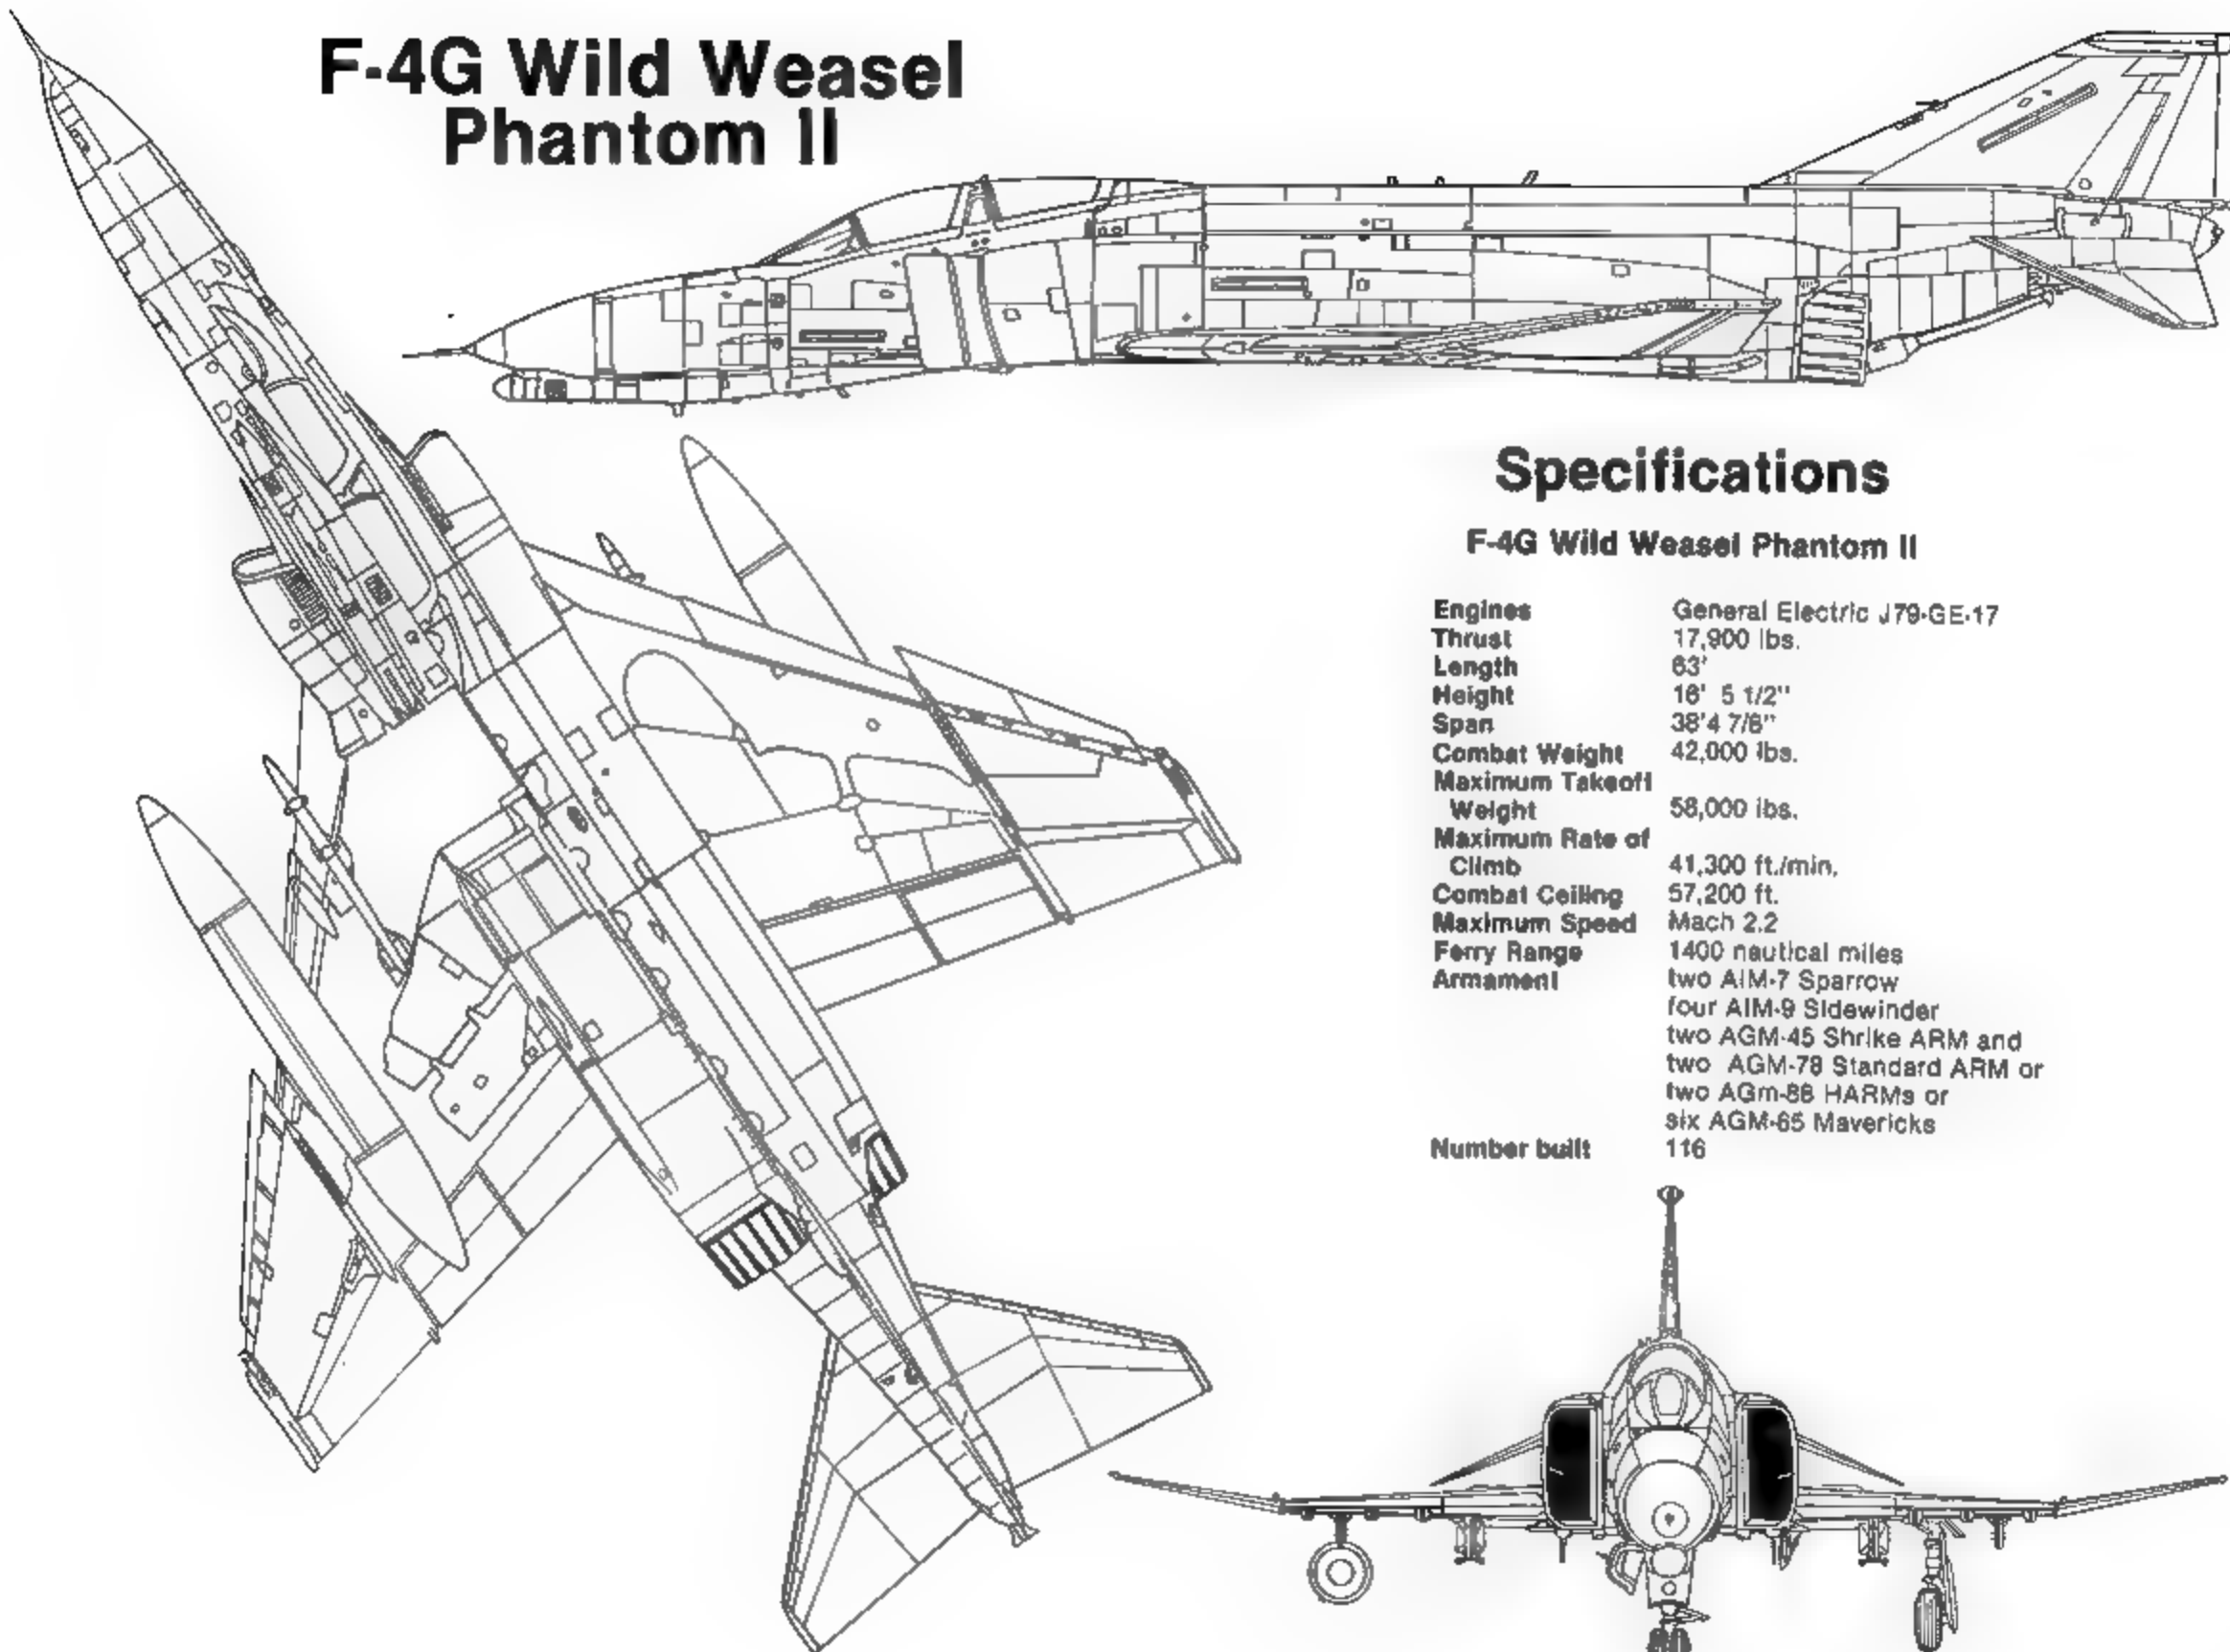 F-4G Wild Weasel
Phantom II
Specifications
F-4G Wild Weasel Phantom II
Engines General Electric J79-GE-17
Thrust 17,900 lbs.
Length 63'
Height 16' 5 1/2"
Span 38'4 7/8"
Combat Weight 42,000 lbs.
Maximum Takeoff
Weight 58,000 lbs.
Maximum Rate of
Climb 41,300 ft./min.
Combat Ceiling 57,200 ft.
Maximum Speed Mach 2.2
Ferry Range 1400 nautical miles
Armament two AIM-7 Sparrow
four AIM-9 Sidewinder
two AGM-45 Shrike ARM and
two AGM-78 Standard ARM or
two AGm-88 HARMs or
six AGM-65 Mavericks
Number built 116